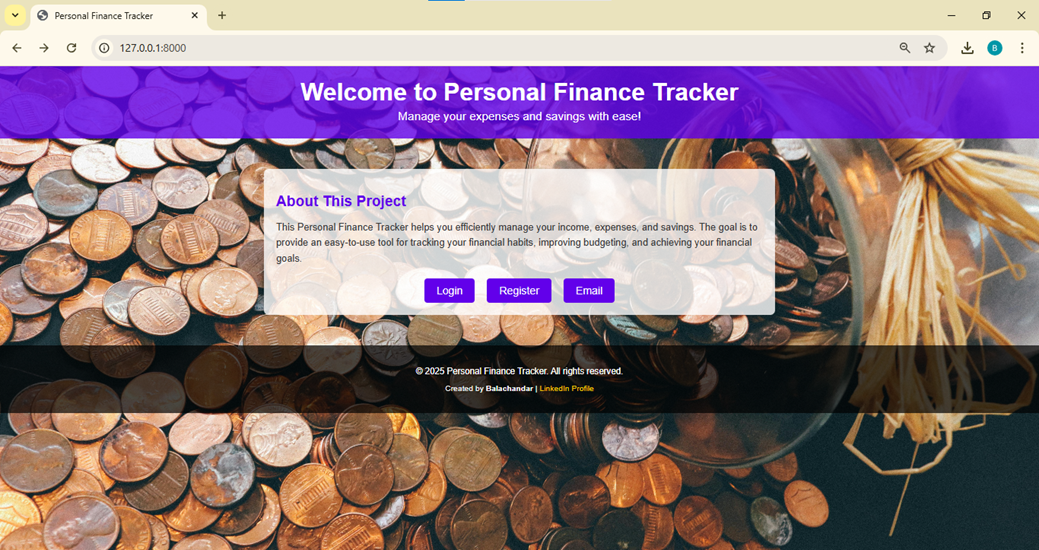 Personal Finance Tracker
127.0.0.1:8000
B
Welcome to Personal Finance Tracker
Manage your expenses and savings with ease!
About This Project
This Personal Finance Tracker helps you efficiently manage your income, expenses, and savings. The goal is to
provide an easy-to-use tool for tracking your financial habits, improving budgeting, and achieving your financial
goals.
Login Register Email
© 2025 Personal Finance Tracker. All rights reserved.
Created by Balachandar | LinkedIn Profile